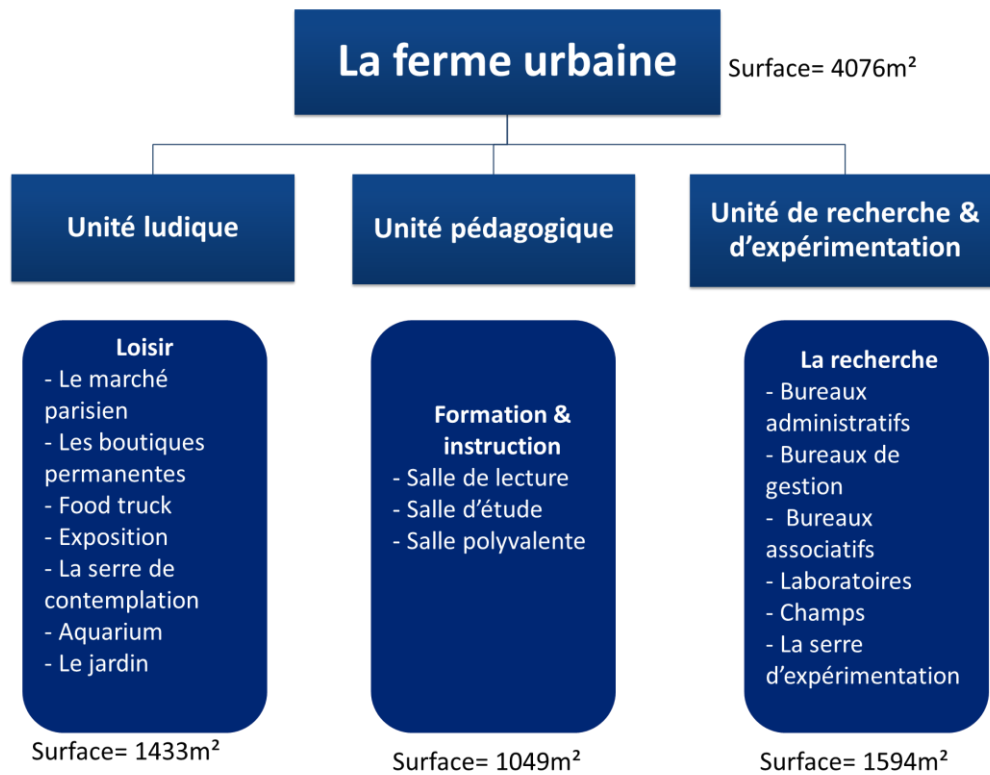 La ferme urbaine
Surface= 4076m²
Unité ludique
Unité pédagogique
Unité de recherche &
d'expérimentation
Loisir
- Le marché
parisien
- Les boutiques
permanentes
- Food truck
- Exposition
- La serre de
contemplation
- Aquarium
- Le jardin
Surface= 1433m²
Formation &
instruction
- Salle de lecture
- Salle d'étude
- Salle polyvalente
Surface= 1049m²
La recherche
- Bureaux
administratifs
- Bureaux de
gestion
- Bureaux
associatifs
- Laboratoires
- Champs
- La serre
d'expérimentation
Surface= 1594m²